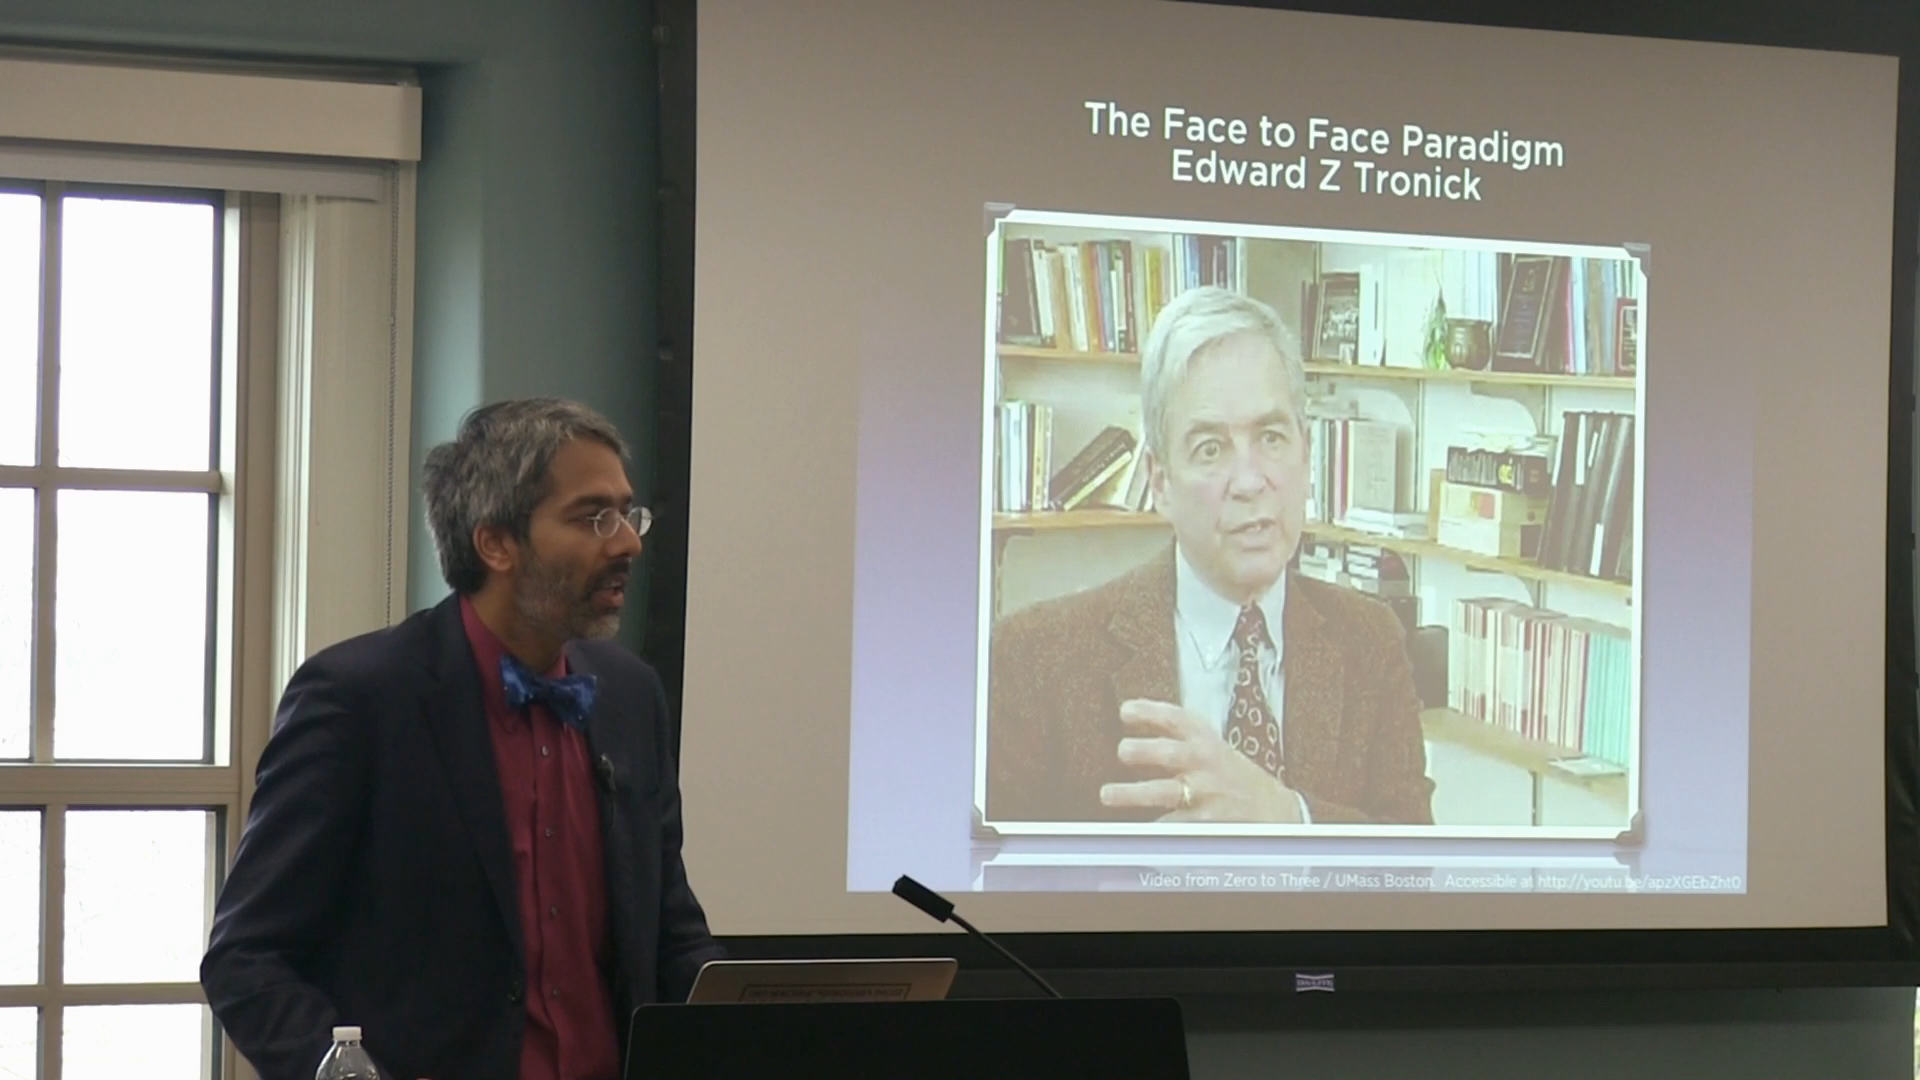 The Face to Face Paradigm
Edward Z Tronick
Video from Zero to Three / UMass Boston. Accessible at http://youtu.be/apzXGEbZht0